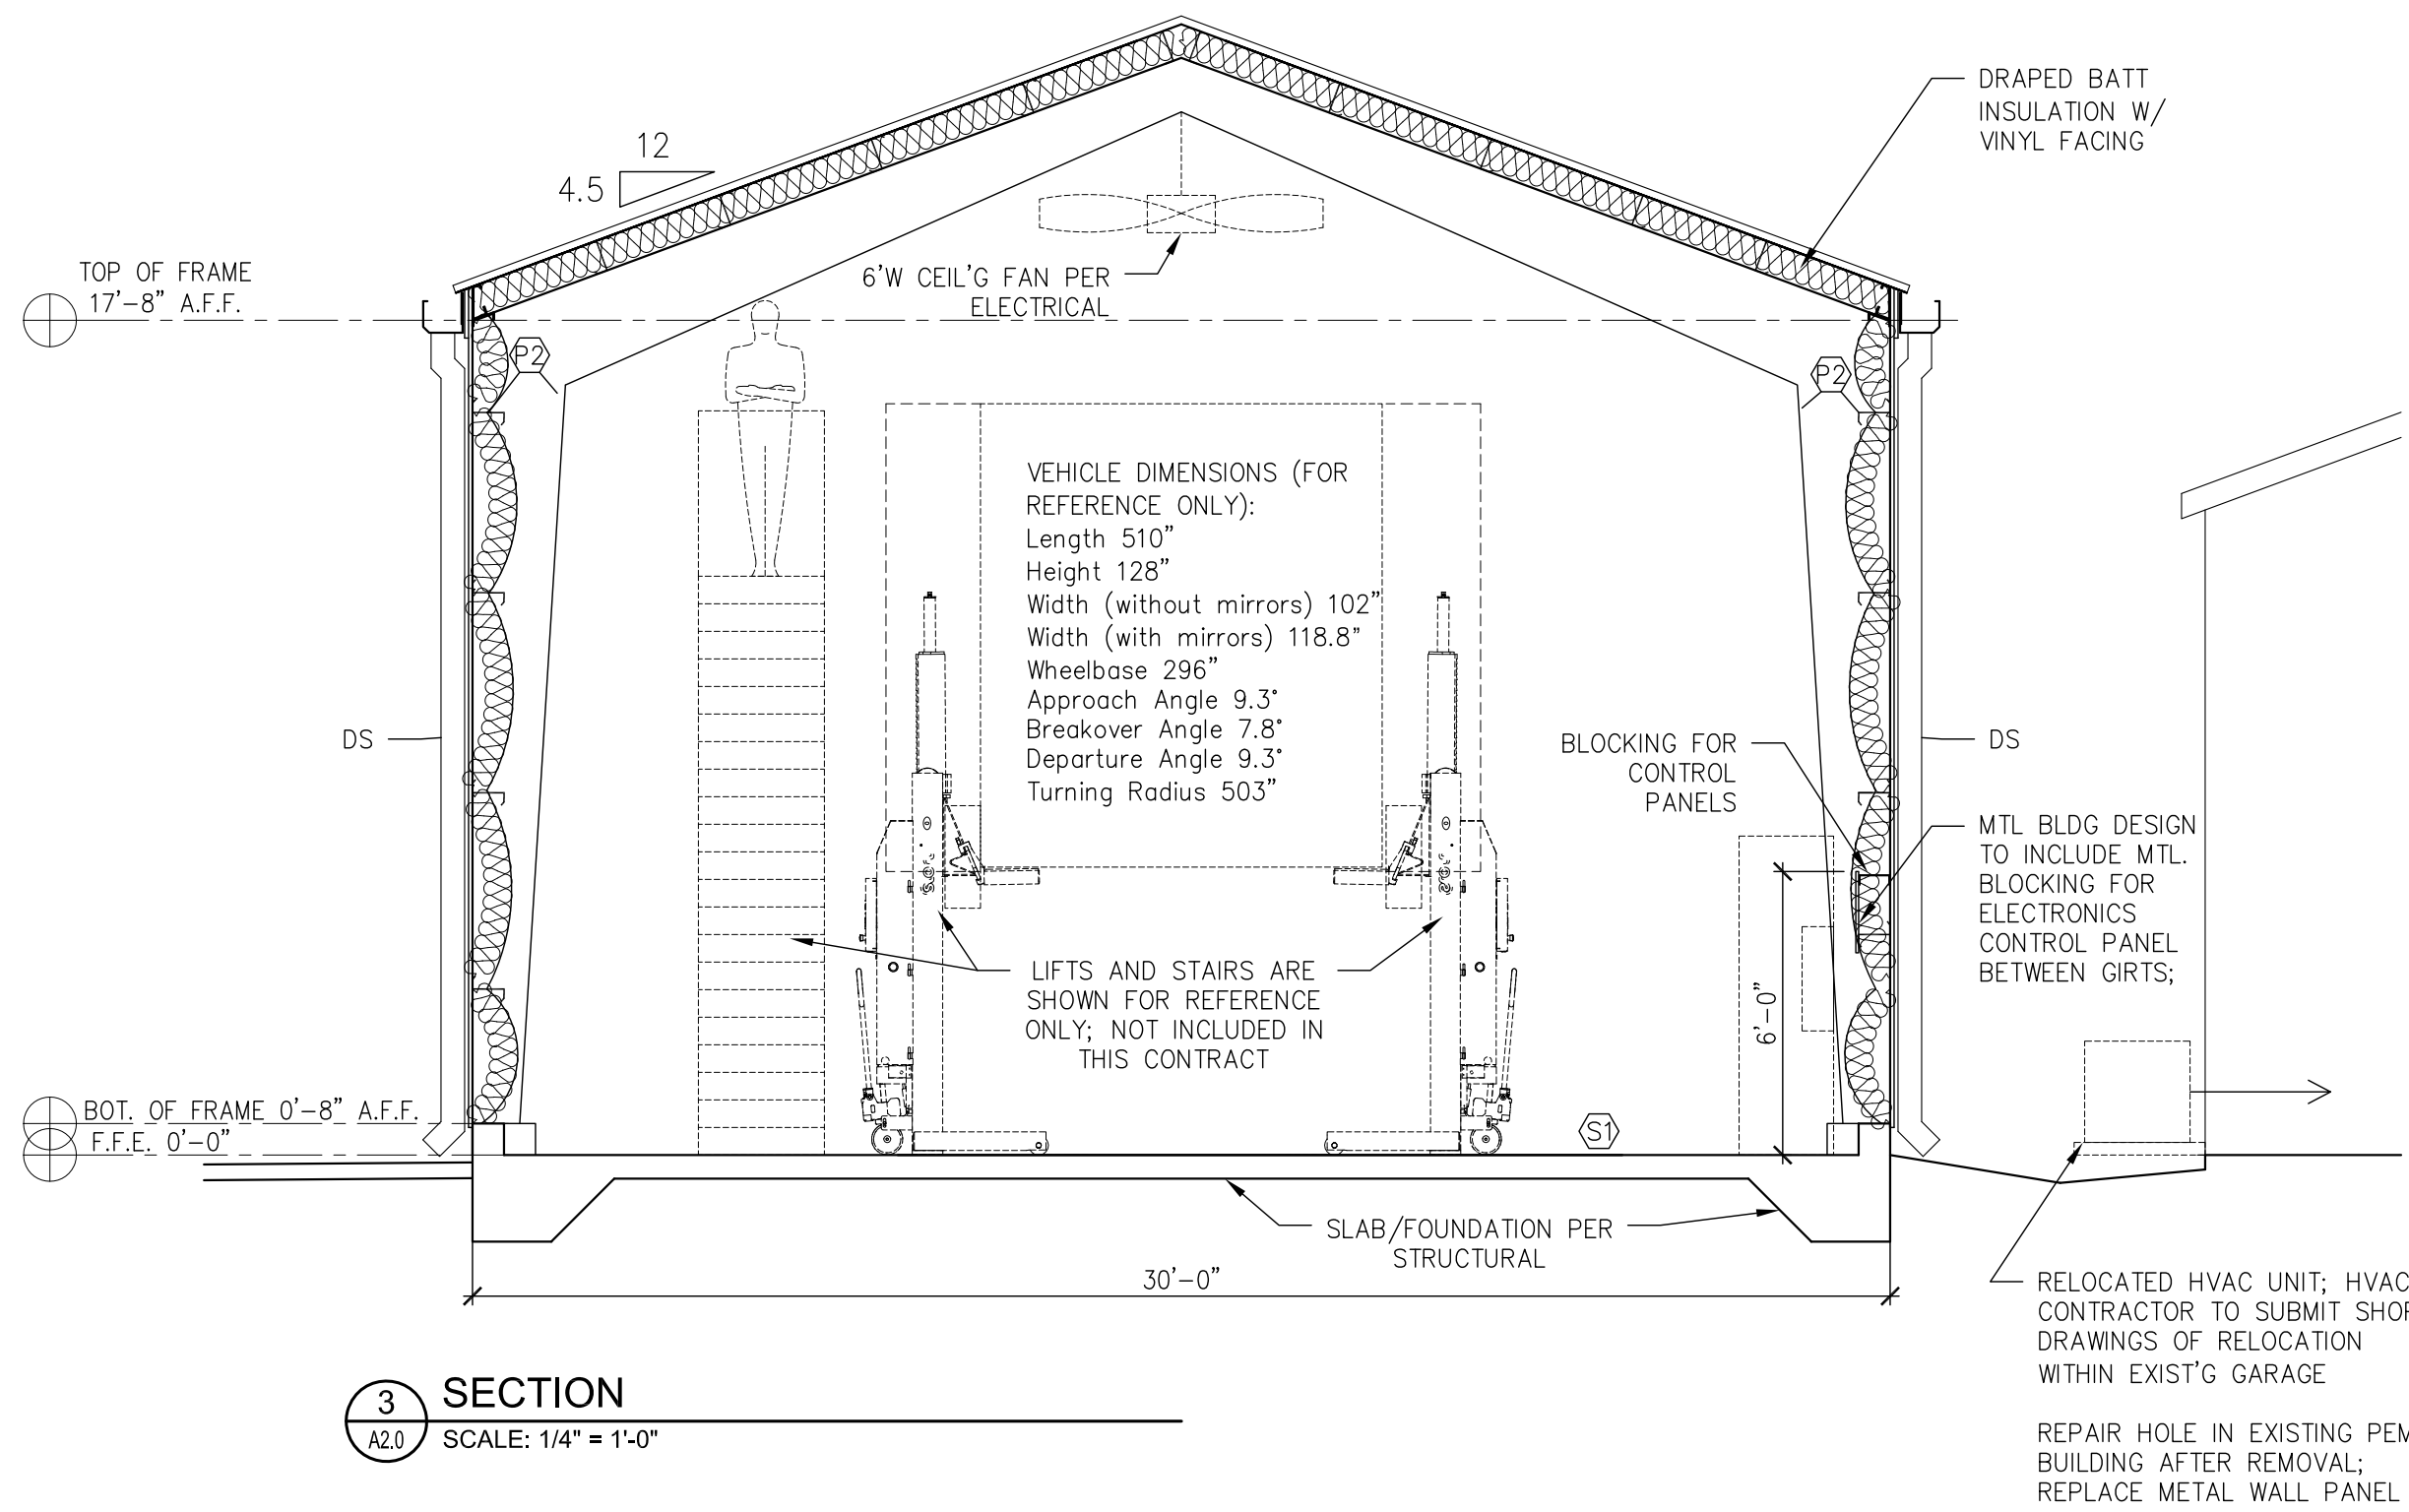 DRAPED BATT
INSULATION W/
VINYL FACING
12
4.5
TOP OF FRAME
17'-8" A.F.F.
6'W CEIL'G FAN PER
ELECTRICAL
P2
P2
VEHICLE DIMENSIONS (FOR
REFERENCE ONLY):
Length 510"
Height 128"
Width (without mirrors) 102"
Width (with mirrors) 118.8"
Wheelbase 296"
Approach Angle 9.3°
Breakover Angle 7.8°
Departure Angle 9.3°
Turning Radius 503"
DS
BLOCKING FOR
CONTROL
PANELS
DS
MTL BLDG DESIGN
TO INCLUDE MTL.
BLOCKING FOR
ELECTRONICS
CONTROL PANEL
BETWEEN GIRTS;
LIFTS AND STAIRS ARE
SHOWN FOR REFERENCE
ONLY; NOT INCLUDED IN
THIS CONTRACT
6'-0"
BOT. OF FRAME 0'-8" A.F.F.
F.F.E. 0'-0"
S1
SLAB/FOUNDATION PER
STRUCTURAL
30'-0"
RELOCATED HVAC UNIT; HVAC
CONTRACTOR TO SUBMIT SHOP
DRAWINGS OF RELOCATION
WITHIN EXIST'G GARAGE
REPAIR HOLE IN EXISTING PEM
BUILDING AFTER REMOVAL;
REPLACE METAL WALL PANEL
3
A2.0
SECTION
SCALE: 1/4" = 1'-0"